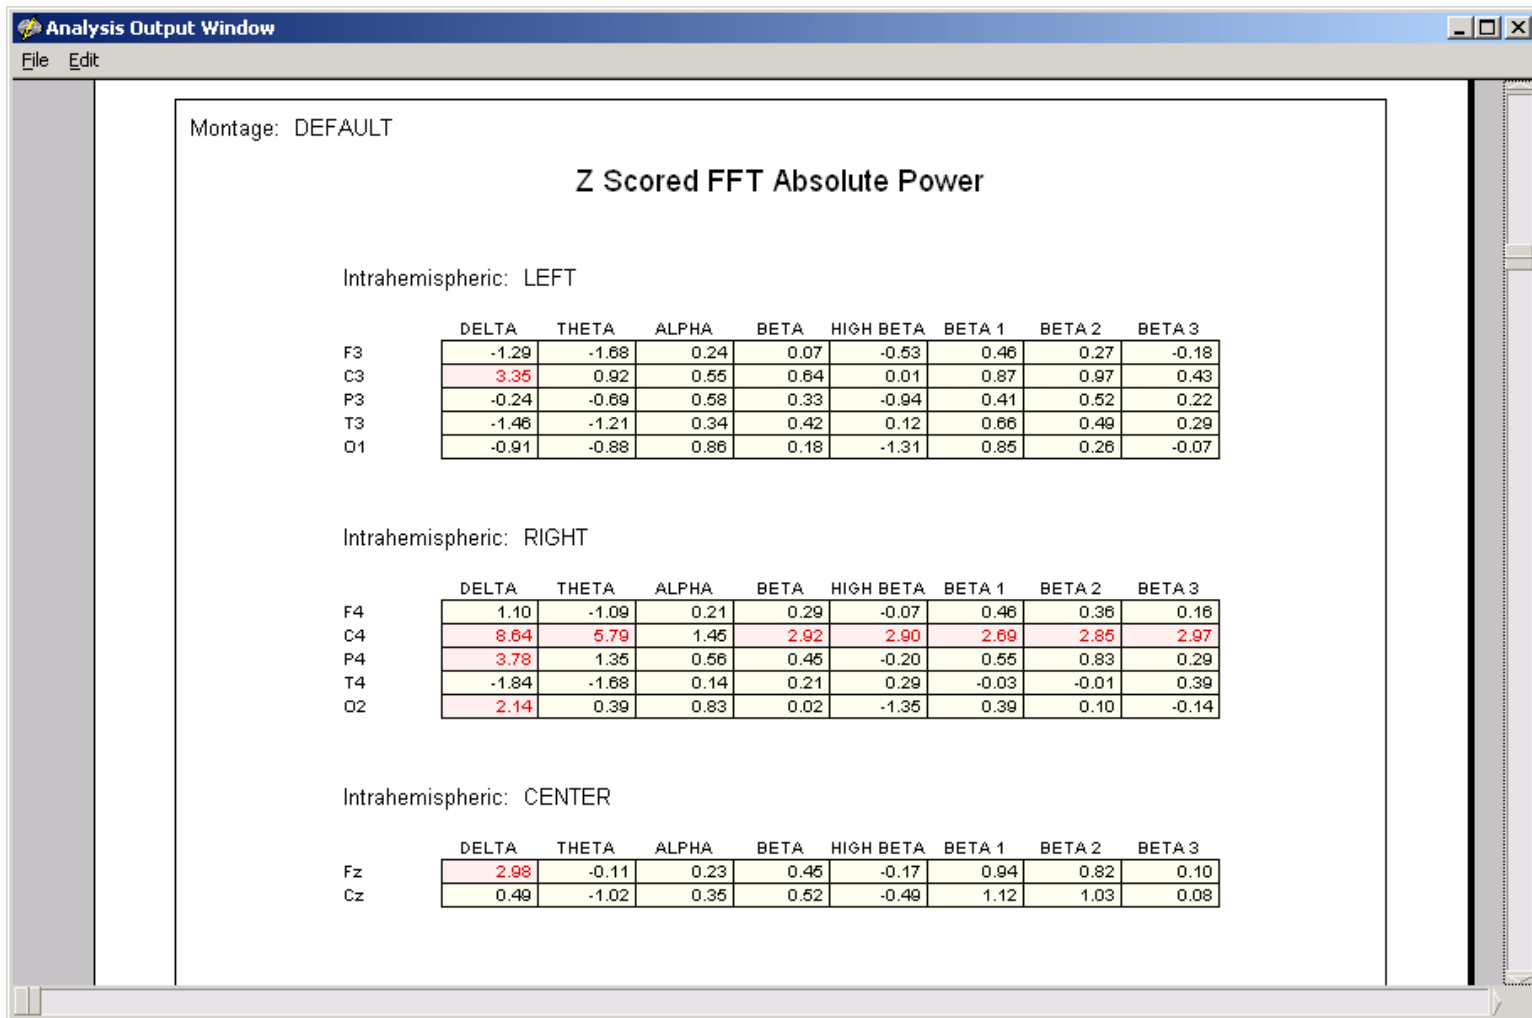 Analysis Output Window
File Edit
Montage: DEFAULT
Z Scored FFT Absolute Power
Intrahemispheric: LEFT
DELTA THETA ALPHA BETA HIGH BETA BETA 1 BETA 2 BETA 3
F3 -1.29 -1.68 0.24 0.07 -0.53 0.46 0.27 -0.18
C3 3.35 0.92 0.55 0.64 0.01 0.87 0.97 0.43
P3 -0.24 -0.69 0.58 0.33 -0.94 0.41 0.52 0.22
T3 -1.46 -1.21 0.34 0.42 0.12 0.66 0.49 0.29
O1 -0.91 -0.88 0.86 0.18 -1.31 0.85 0.26 -0.07
Intrahemispheric: RIGHT
DELTA THETA ALPHA BETA HIGH BETA BETA 1 BETA 2 BETA 3
F4 1.10 -1.09 0.21 0.29 -0.07 0.46 0.36 0.16
C4 8.64 5.79 1.45 2.92 2.90 2.69 2.85 2.97
P4 3.78 1.35 0.56 0.45 -0.20 0.55 0.83 0.29
T4 -1.84 -1.68 0.14 0.21 0.29 -0.03 -0.01 0.39
O2 2.14 0.39 0.83 0.02 -1.35 0.39 0.10 -0.14
Intrahemispheric: CENTER
DELTA THETA ALPHA BETA HIGH BETA BETA 1 BETA 2 BETA 3
Fz 2.98 -0.11 0.23 0.45 -0.17 0.94 0.82 0.10
Cz 0.49 -1.02 0.35 0.52 -0.49 1.12 1.03 0.08